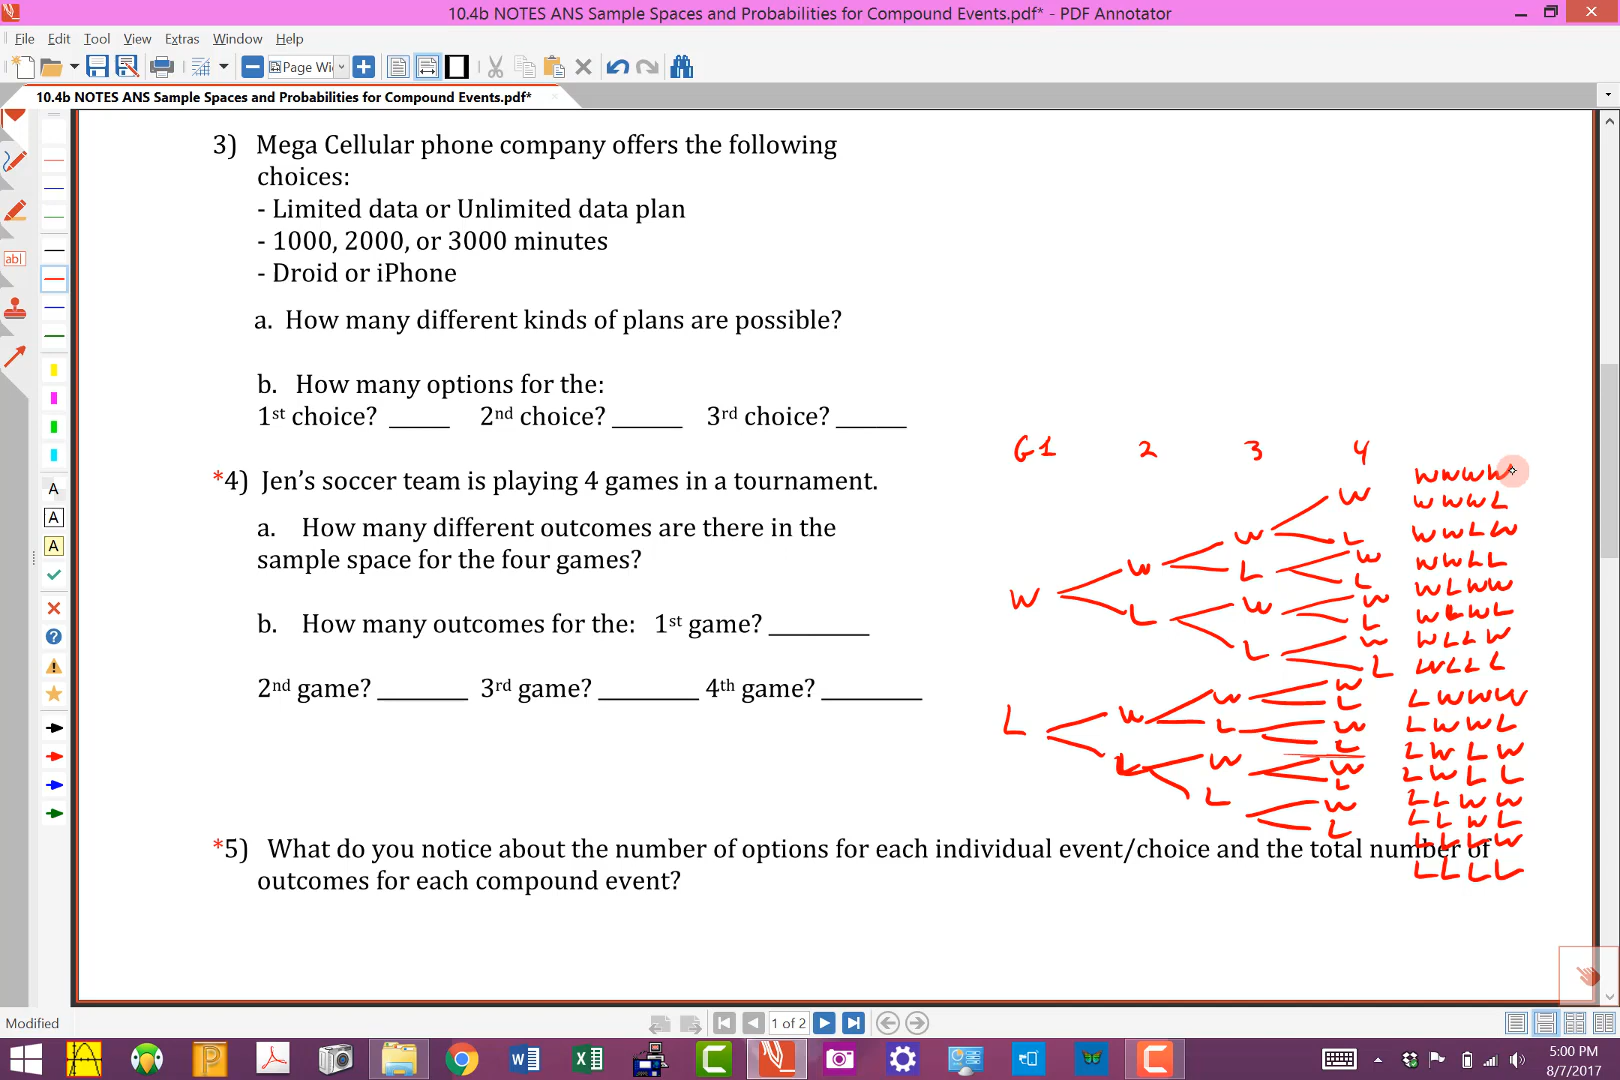 10.4b NOTES ANS Sample Spaces and Probabilities for Compound Events.pdf* - PDF Annotator
File Edit Tool View Extras Window Help
Page Wi
10.4b NOTES ANS Sample Spaces and Probabilities for Compound Events.pdf*
3) Mega Cellular phone company offers the following
choices:
- Limited data or Unlimited data plan
- 1000, 2000, or 3000 minutes
- Droid or iPhone
a. How many different kinds of plans are possible?
b. How many options for the:
1st choice? _____ 2nd choice? ______ 3rd choice? ______
*4) Jen's soccer team is playing 4 games in a tournament.
a. How many different outcomes are there in the
sample space for the four games?
b. How many outcomes for the: 1st game? ________
2nd game? _______ 3rd game? ________ 4th game? ________
G1 2 3 4
W
W
L
W
W
L
W
L
W
L
W
L
W
L
W
L
L
W
W
W
L
L
W
L
L
W
W
L
L
W
L
WWWW
WWWL
WWLW
WWLL
WLWW
WLWL
WLLW
WLLL
LWWW
LWWL
LWLW
LWLL
LLWW
LLWL
LLLW
LLLL
*5) What do you notice about the number of options for each individual event/choice and the total number of
outcomes for each compound event?
abl
A
A
A
Modified
1 of 2
5:00 PM
8/7/2017